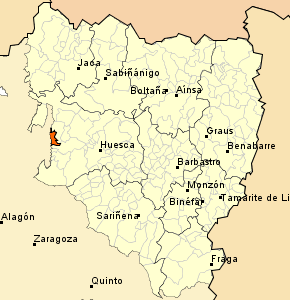 Jaca
Sabiñánigo
Boltaña
Aínsa
Graus
Huesca
Benabarre
Barbastro
Monzón
Binéfar
Tamarite de Li
Alagón
Sariñena
Zaragoza
Fraga
Quinto